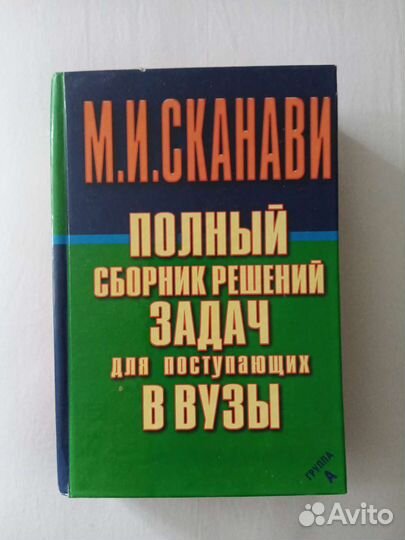 М.И.СКАНАВИ
ПОЛНЫЙ
СБОРНИК РЕШЕНИЙ
ЗАДАЧ
ДЛЯ ПОСТУПАЮЩИХ
В ВУЗЫ
ГРУППА
А
Avito